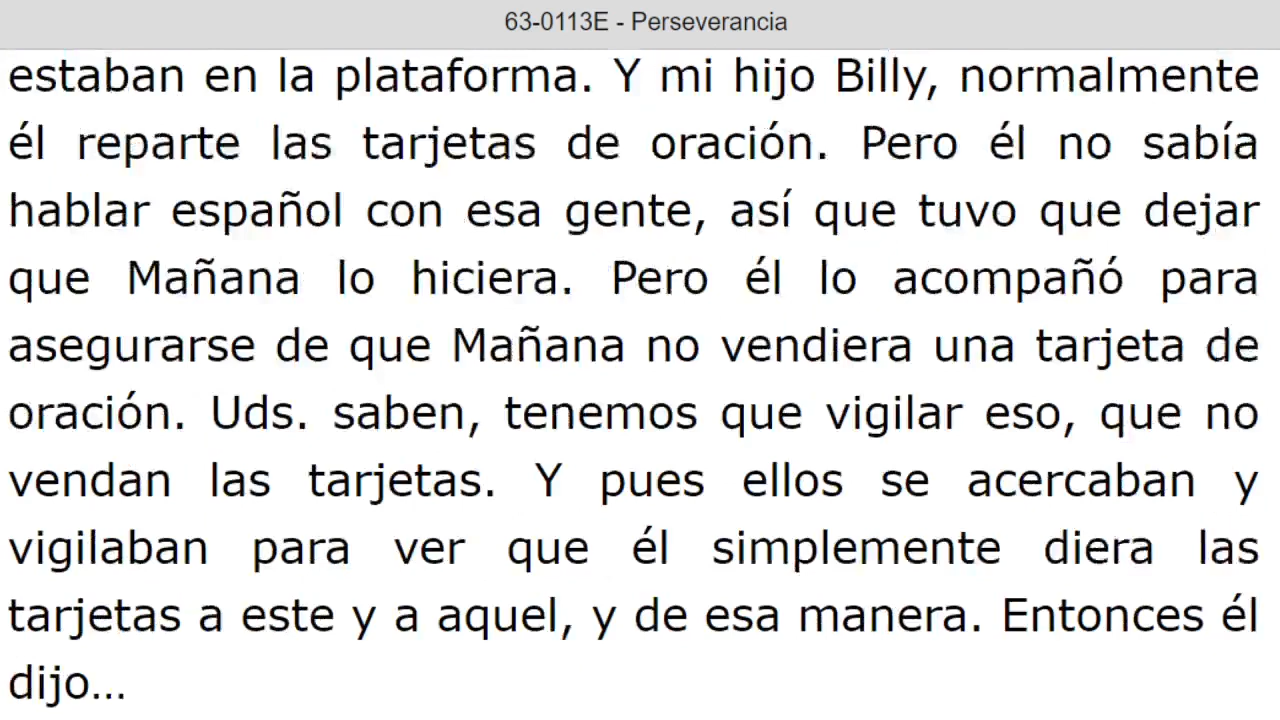 63-0113E - Perseverancia
estaban en la plataforma. Y mi hijo Billy, normalmente
él reparte las tarjetas de oración. Pero él no sabía
hablar español con esa gente, así que tuvo que dejar
que Mañana lo hiciera. Pero él lo acompañó para
asegurarse de que Mañana no vendiera una tarjeta de
oración. Uds. saben, tenemos que vigilar eso, que no
vendan las tarjetas. Y pues ellos se acercaban y
vigilaban para ver que él simplemente diera las
tarjetas a este y a aquel, y de esa manera. Entonces él
dijo...